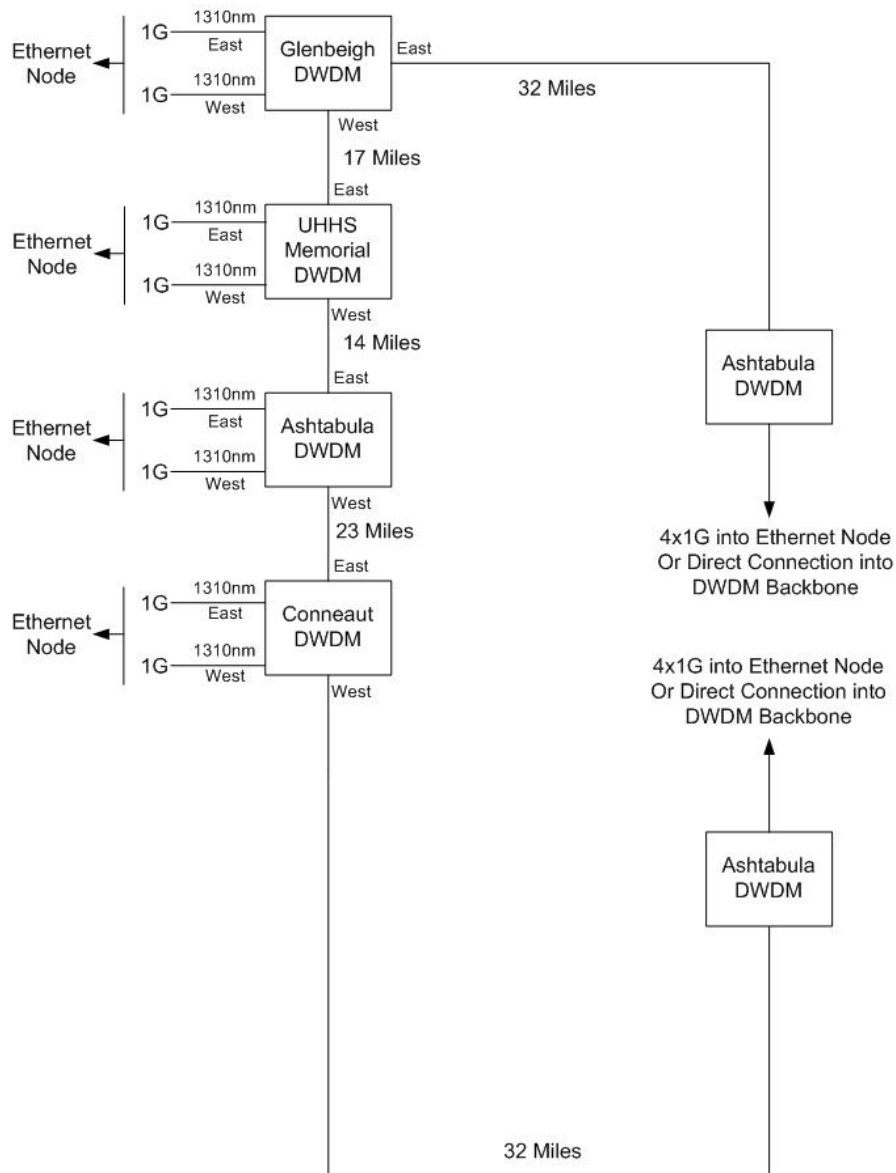 1310nm
1G
East
Ethernet
Node
1310nm
1G
West
Glenbeigh
DWDM
East
32 Miles
West
17 Miles
East
1310nm
1G
East
Ethernet
Node
1310nm
1G
West
UHHS
Memorial
DWDM
West
14 Miles
East
1310nm
1G
East
Ethernet
Node
1310nm
1G
West
Ashtabula
DWDM
West
23 Miles
East
1310nm
1G
East
Ethernet
Node
1310nm
1G
West
Conneaut
DWDM
West
Ashtabula
DWDM
4x1G into Ethernet Node
Or Direct Connection into
DWDM Backbone
4x1G into Ethernet Node
Or Direct Connection into
DWDM Backbone
Ashtabula
DWDM
32 Miles